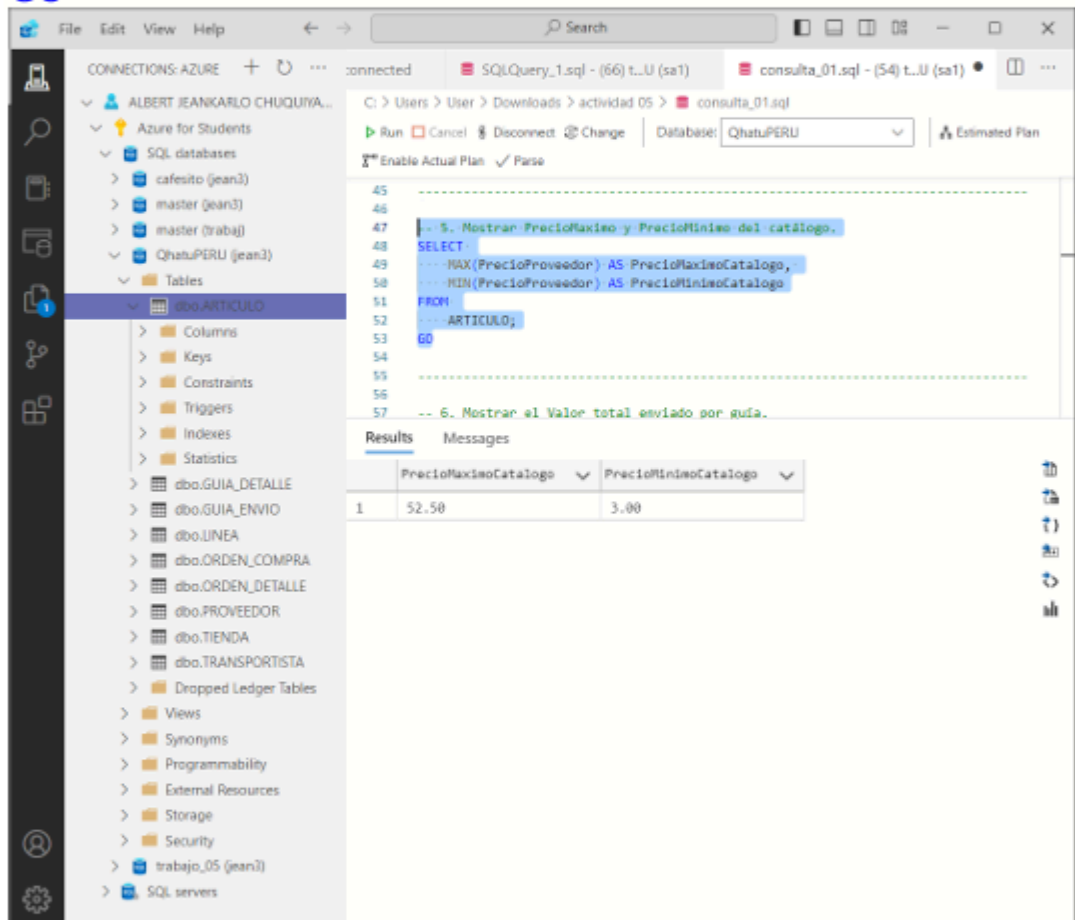 File Edit View Help Search
CONNECTIONS: AZURE
ALBERT JEANKARLO CHUQUIYA...
Azure for Students
SQL databases
cafesito (jean3)
master (jean3)
master (trabaj)
QhatuPERU (jean3)
Tables
dbo.ARTICULO
Columns
Keys
Constraints
Triggers
Indexes
Statistics
dbo.GUIA_DETALLE
dbo.GUIA_ENVIO
dbo.LINEA
dbo.ORDEN_COMPRA
dbo.ORDEN_DETALLE
dbo.PROVEEDOR
dbo.TIENDA
dbo.TRANSPORTISTA
Dropped Ledger Tables
Views
Synonyms
Programmability
External Resources
Storage
Security
trabajo_05 (jean3)
SQL servers
1
connected SQLQuery_1.sql - (66) t...U (sa1) consulta_01.sql - (54) t...U (sa1)
C: > Users > User > Downloads > actividad 05 > consulta_01.sql
Run Cancel Disconnect Change Database: QhatuPERU Estimated Plan
Enable Actual Plan Parse
45 --------------------------------------------------------------------------------
46
47 -- 5. Mostrar PrecioMaximo y PrecioMinimo del catálogo.
48 SELECT
49 MAX(PrecioProveedor) AS PrecioMaximoCatalogo,
50 MIN(PrecioProveedor) AS PrecioMinimoCatalogo
51 FROM
52 ARTICULO;
53 GO
54
55 --------------------------------------------------------------------------------
56
57 -- 6. Mostrar el Valor total enviado por guía.
Results Messages
PrecioMaximoCatalogo PrecioMinimoCatalogo
1 52.50 3.00